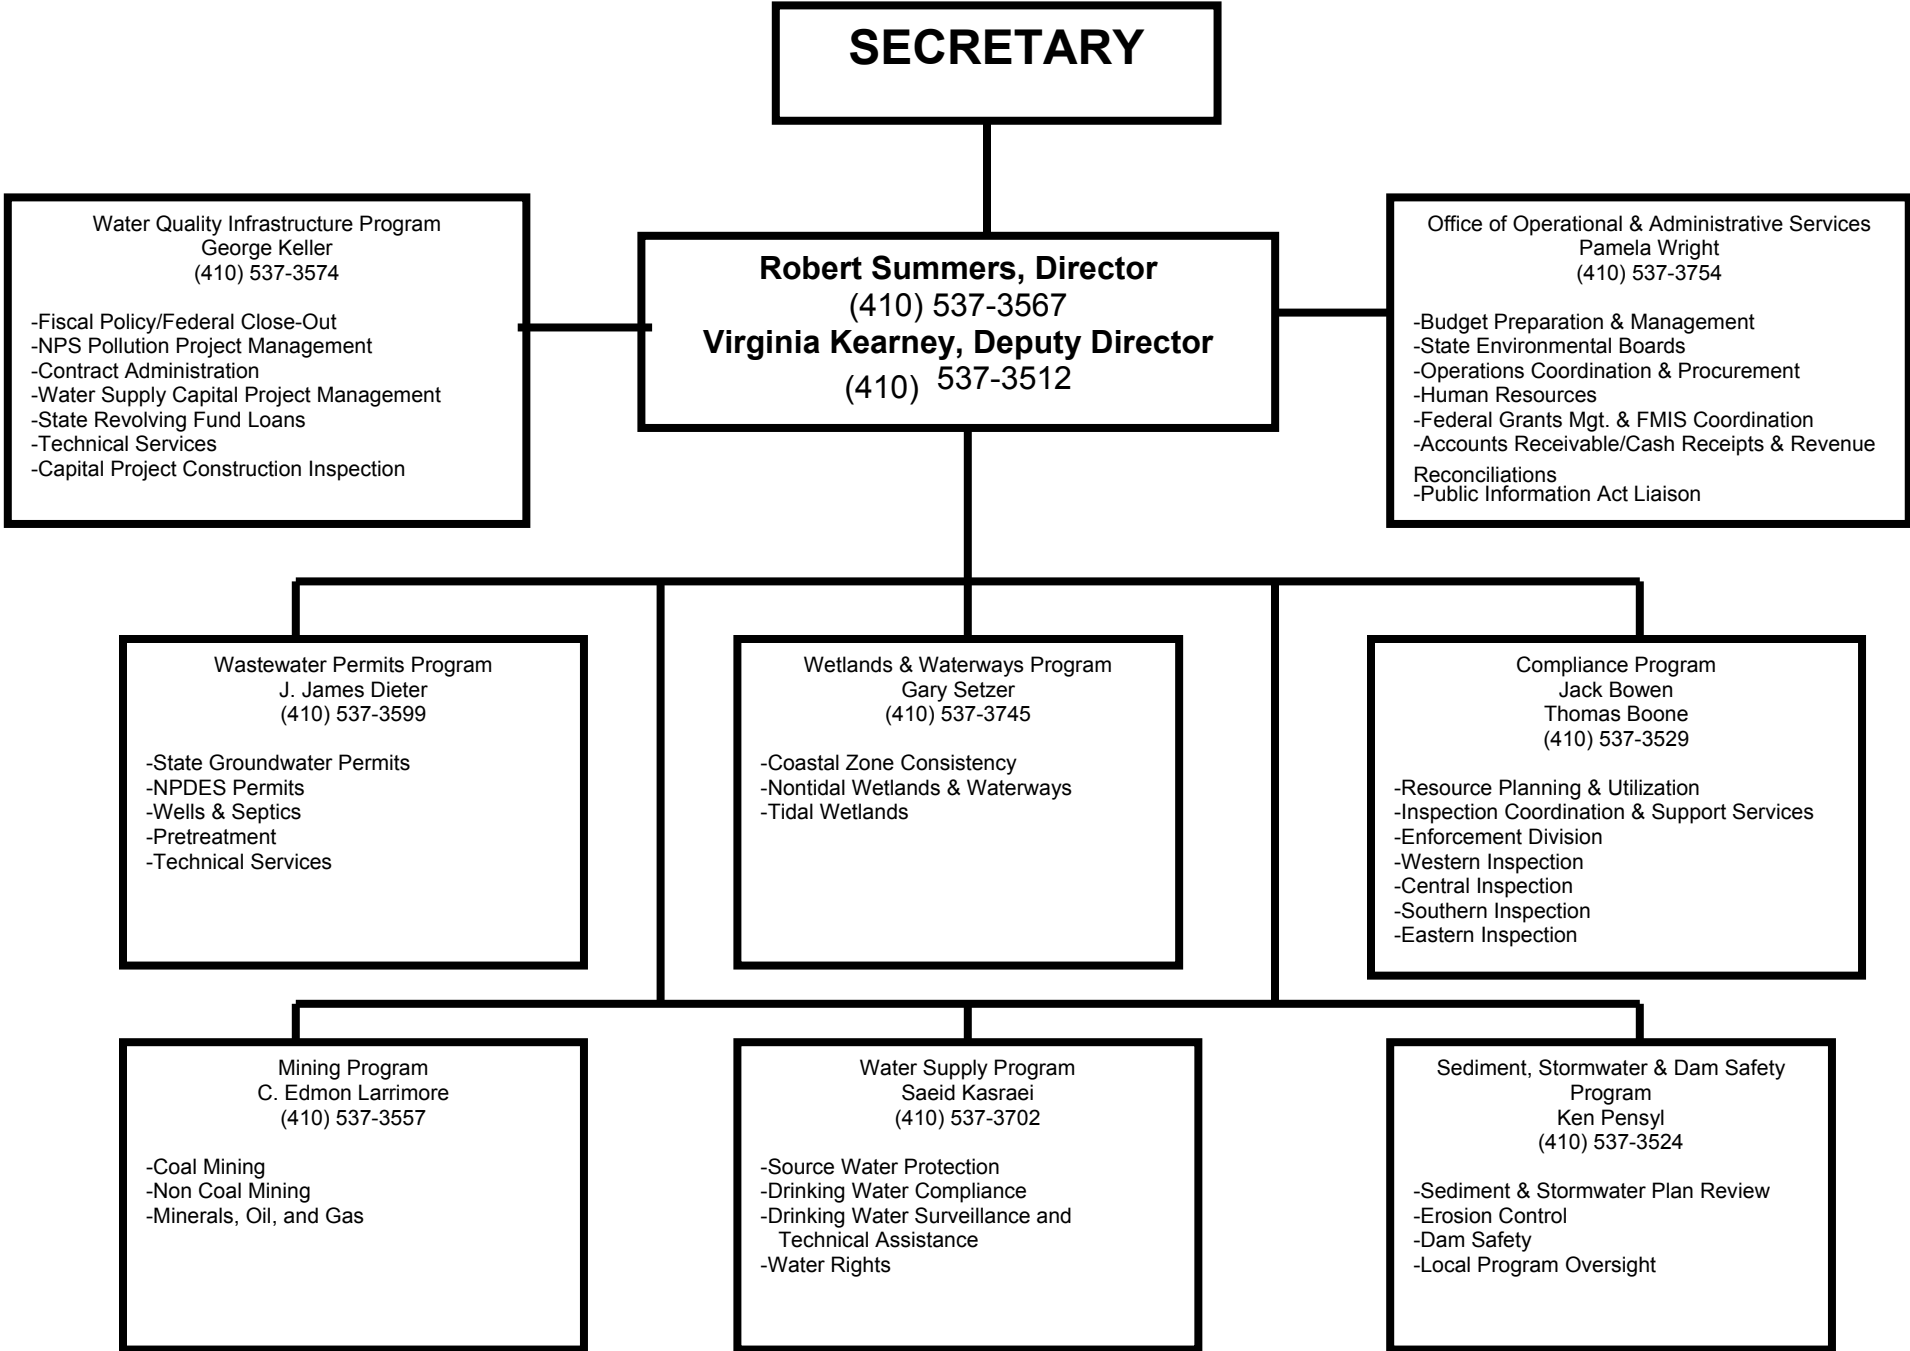 SECRETARY
Water Quality Infrastructure Program
George Keller
(410) 537-3574
-Fiscal Policy/Federal Close-Out
-NPS Pollution Project Management
-Contract Administration
-Water Supply Capital Project Management
-State Revolving Fund Loans
-Technical Services
-Capital Project Construction Inspection
Robert Summers, Director
(410) 537-3567
Virginia Kearney, Deputy Director
(410) 537-3512
Office of Operational & Administrative Services
Pamela Wright
(410) 537-3754
-Budget Preparation & Management
-State Environmental Boards
-Operations Coordination & Procurement
-Human Resources
-Federal Grants Mgt. & FMIS Coordination
-Accounts Receivable/Cash Receipts & Revenue
Reconciliations
-Public Information Act Liaison
Wastewater Permits Program
J. James Dieter
(410) 537-3599
-State Groundwater Permits
-NPDES Permits
-Wells & Septics
-Pretreatment
-Technical Services
Wetlands & Waterways Program
Gary Setzer
(410) 537-3745
-Coastal Zone Consistency
-Nontidal Wetlands & Waterways
-Tidal Wetlands
Compliance Program
Jack Bowen
Thomas Boone
(410) 537-3529
-Resource Planning & Utilization
-Inspection Coordination & Support Services
-Enforcement Division
-Western Inspection
-Central Inspection
-Southern Inspection
-Eastern Inspection
Mining Program
C. Edmon Larrimore
(410) 537-3557
-Coal Mining
-Non Coal Mining
-Minerals, Oil, and Gas
Water Supply Program
Saeid Kasraei
(410) 537-3702
-Source Water Protection
-Drinking Water Compliance
-Drinking Water Surveillance and
Technical Assistance
-Water Rights
Sediment, Stormwater & Dam Safety
Program
Ken Pensyl
(410) 537-3524
-Sediment & Stormwater Plan Review
-Erosion Control
-Dam Safety
-Local Program Oversight